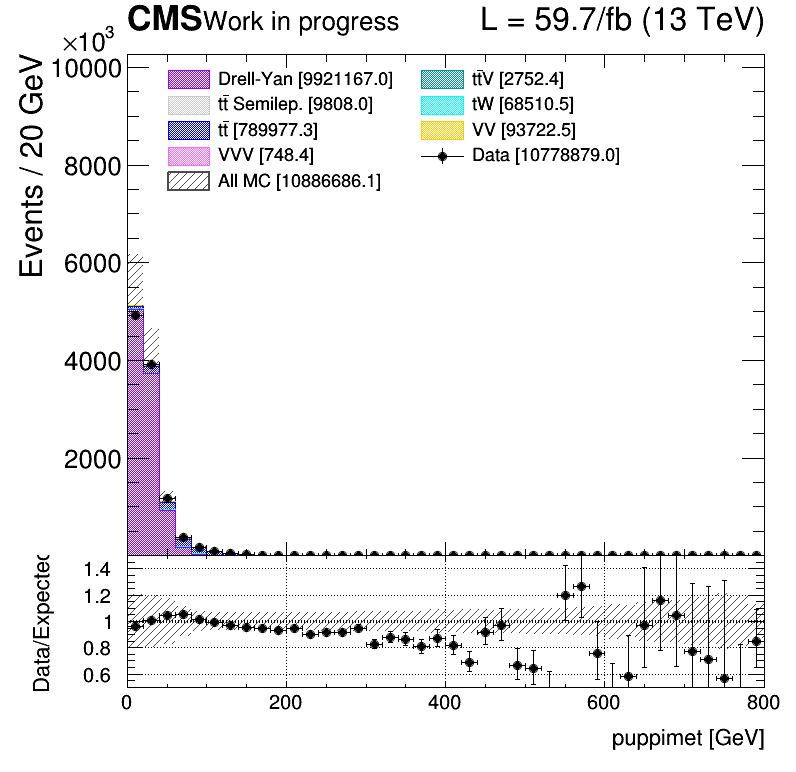 CMS Work in progress L = 59.7/fb (13 TeV)
×10³
Events / 20 GeV
10000
8000
6000
4000
2000
Drell-Yan [9921167.0]
tt̄ Semilep. [9808.0]
tt̄ [789977.3]
VVV [748.4]
All MC [10886686.1]
tt̄V [2752.4]
tW [68510.5]
VV [93722.5]
Data [10778879.0]
Data/Expected
1.4
1.2
1
0.8
0.6
0 200 400 600 800
puppimet [GeV]